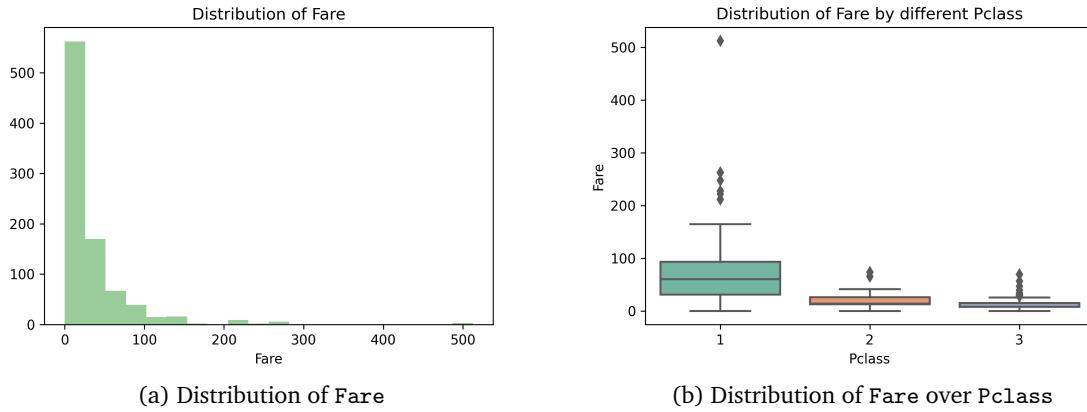 Distribution of Fare
500
400
300
200
100
0
0 100 200 300 400 500
Fare
(a) Distribution of Fare
Distribution of Fare by different Pclass
500
400
300
200
100
0
Fare
1 2 3
Pclass
(b) Distribution of Fare over Pclass